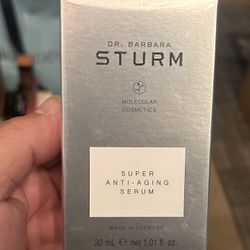 DR. BARBARA
STURM
MOLECULAR
COSMETICS
SUPER
ANTI-AGING
SERUM
MADE IN GERMANY
30 mL e net 1.01 fl. oz.